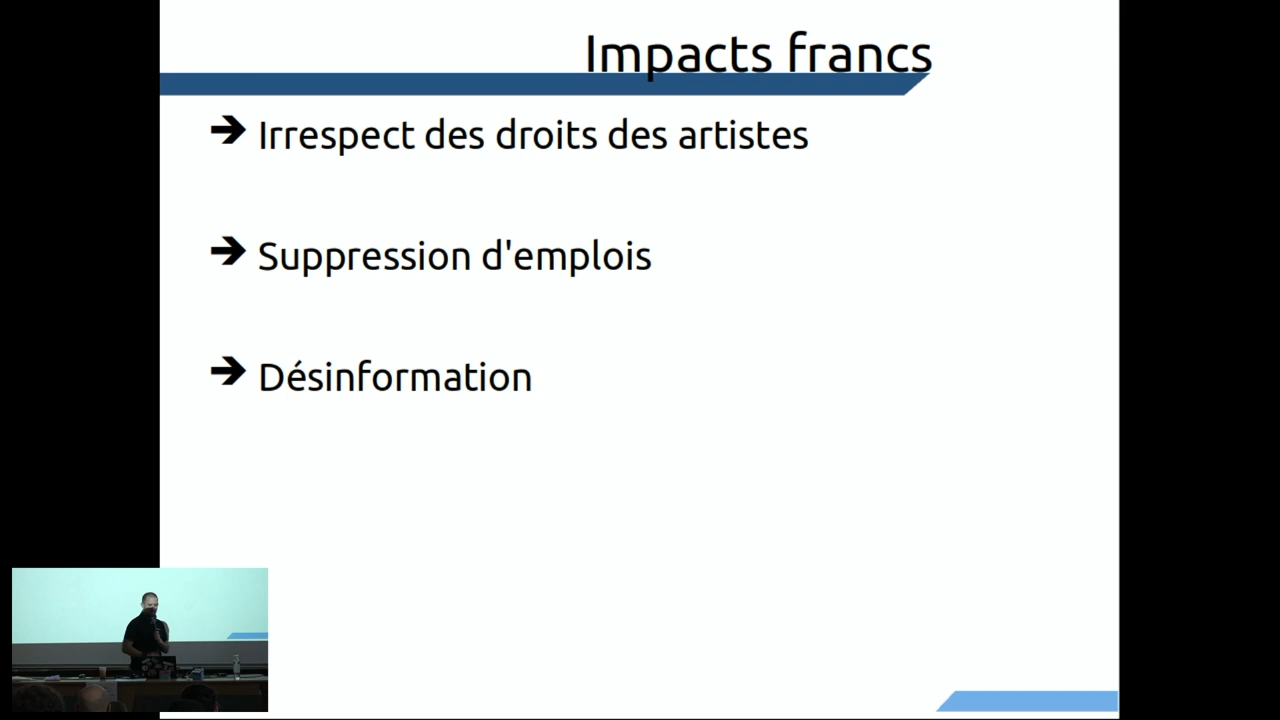 Impacts francs
➔ Irrespect des droits des artistes
➔ Suppression d'emplois
➔ Désinformation